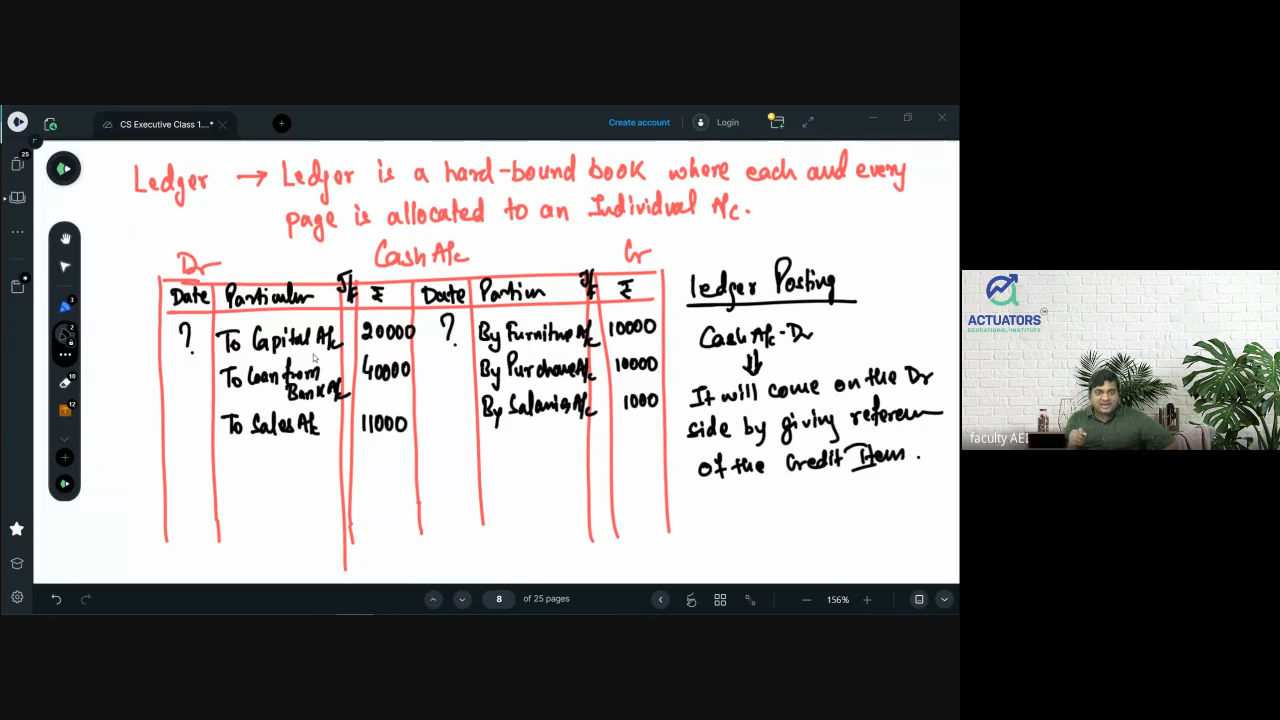 CS Executive Class 1....*
Create account
Login
Ledger → Ledger is a hard-bound book where each and every
page is allocated to an Individual A/c.
Dr Cash A/c Cr
Date Particular J/F ₹ Date J/F ₹
? To Capital A/c 20000 ? By Furniture A/c 10000
To Loan from Bank A/c 40000 By Purchase A/c 10000
To Sales A/c 11000 By Salaries A/c 1000
Ledger Posting
Cash A/c - Dr
It will come on the Dr
side by giving reference
of the Credit Item.
25
3
2
12
8 of 25 pages
156%
ACTUATORS
EDUCATIONAL INSTITUTE
faculty AEI